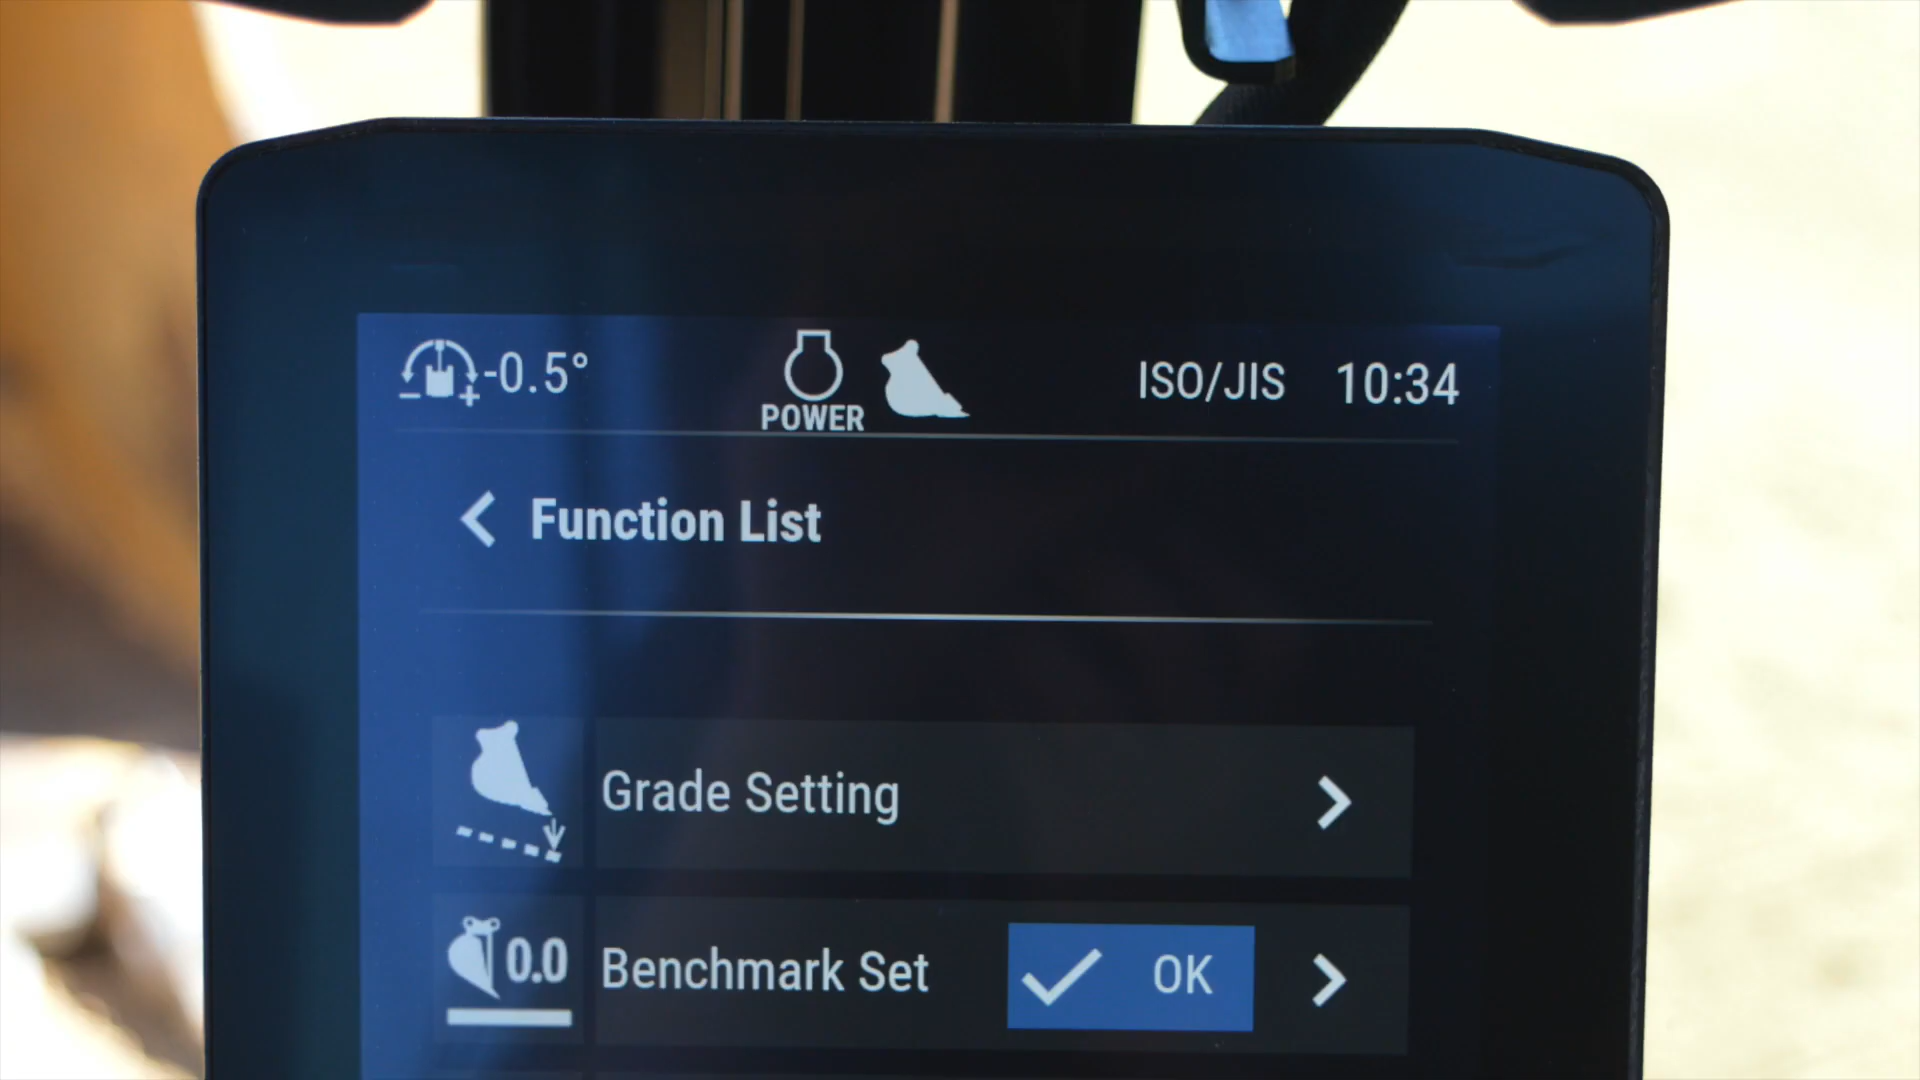 -0.5° POWER ISO/JIS 10:34
Function List
Grade Setting
0.0 Benchmark Set OK